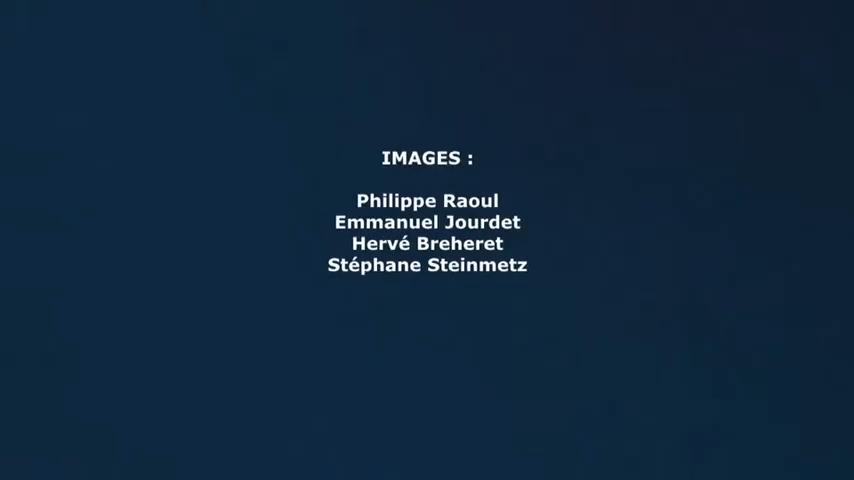 IMAGES :
Philippe Raoul
Emmanuel Jourdet
Hervé Breheret
Stéphane Steinmetz